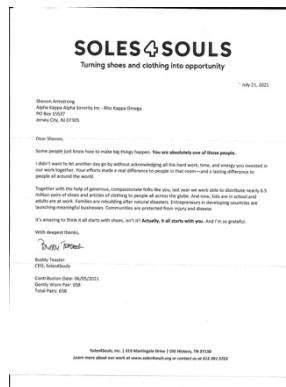 SOLES4SOULS
Turning shoes and clothing into opportunity
July 21, 2021
Shevon Armstrong
Alpha Kappa Alpha Sorority Inc - Rho Kappa Omega
PO Box 15537
Jersey City, NJ 07305
Dear Shevon,
Some people just know how to make big things happen. You are absolutely one of those people.
I didn't want to let another day go by without acknowledging all the hard work, time, and energy you invested in
our work together. Your efforts made a real difference to people in that room—and a lasting difference to
people all around the world.
Together with the help of generous, compassionate folks like you, last year we were able to distribute nearly 6.5
million pairs of shoes and articles of clothing to people all across the globe. And now, kids are in school and
adults are at work. Families are rebuilding after natural disasters. Entrepreneurs in developing countries are
launching meaningful businesses. Communities are protected from injury and disease.
It's amazing to think it all starts with shoes, isn't it? Actually, it all starts with you. And I'm so grateful.
With deepest thanks,
Buddy Teaster
Buddy Teaster
CEO, Soles4Souls
Contribution Date: 06/05/2021
Gently Worn Pair: 658
Total Pairs: 658
Soles4Souls, Inc. | 319 Martingale Drive | Old Hickory, TN 37138
Learn more about our work at www.soles4souls.org or contact us at 615 391 5723